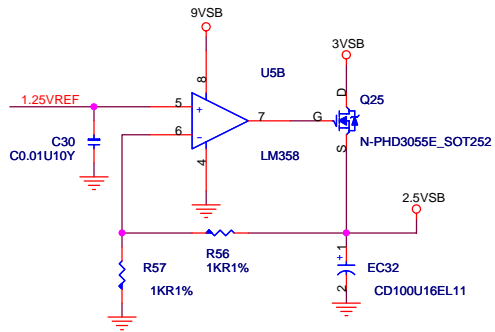 9VSB
3VSB
U5B
8
D
Q25
1.25VREF
5
+
7
G
6
-
S
N-PHD3055E_SOT252
C30
C0.01U10Y
4
LM358
2.5VSB
R56
1KR1%
R57
1KR1%
+
1
EC32
2
CD100U16EL11